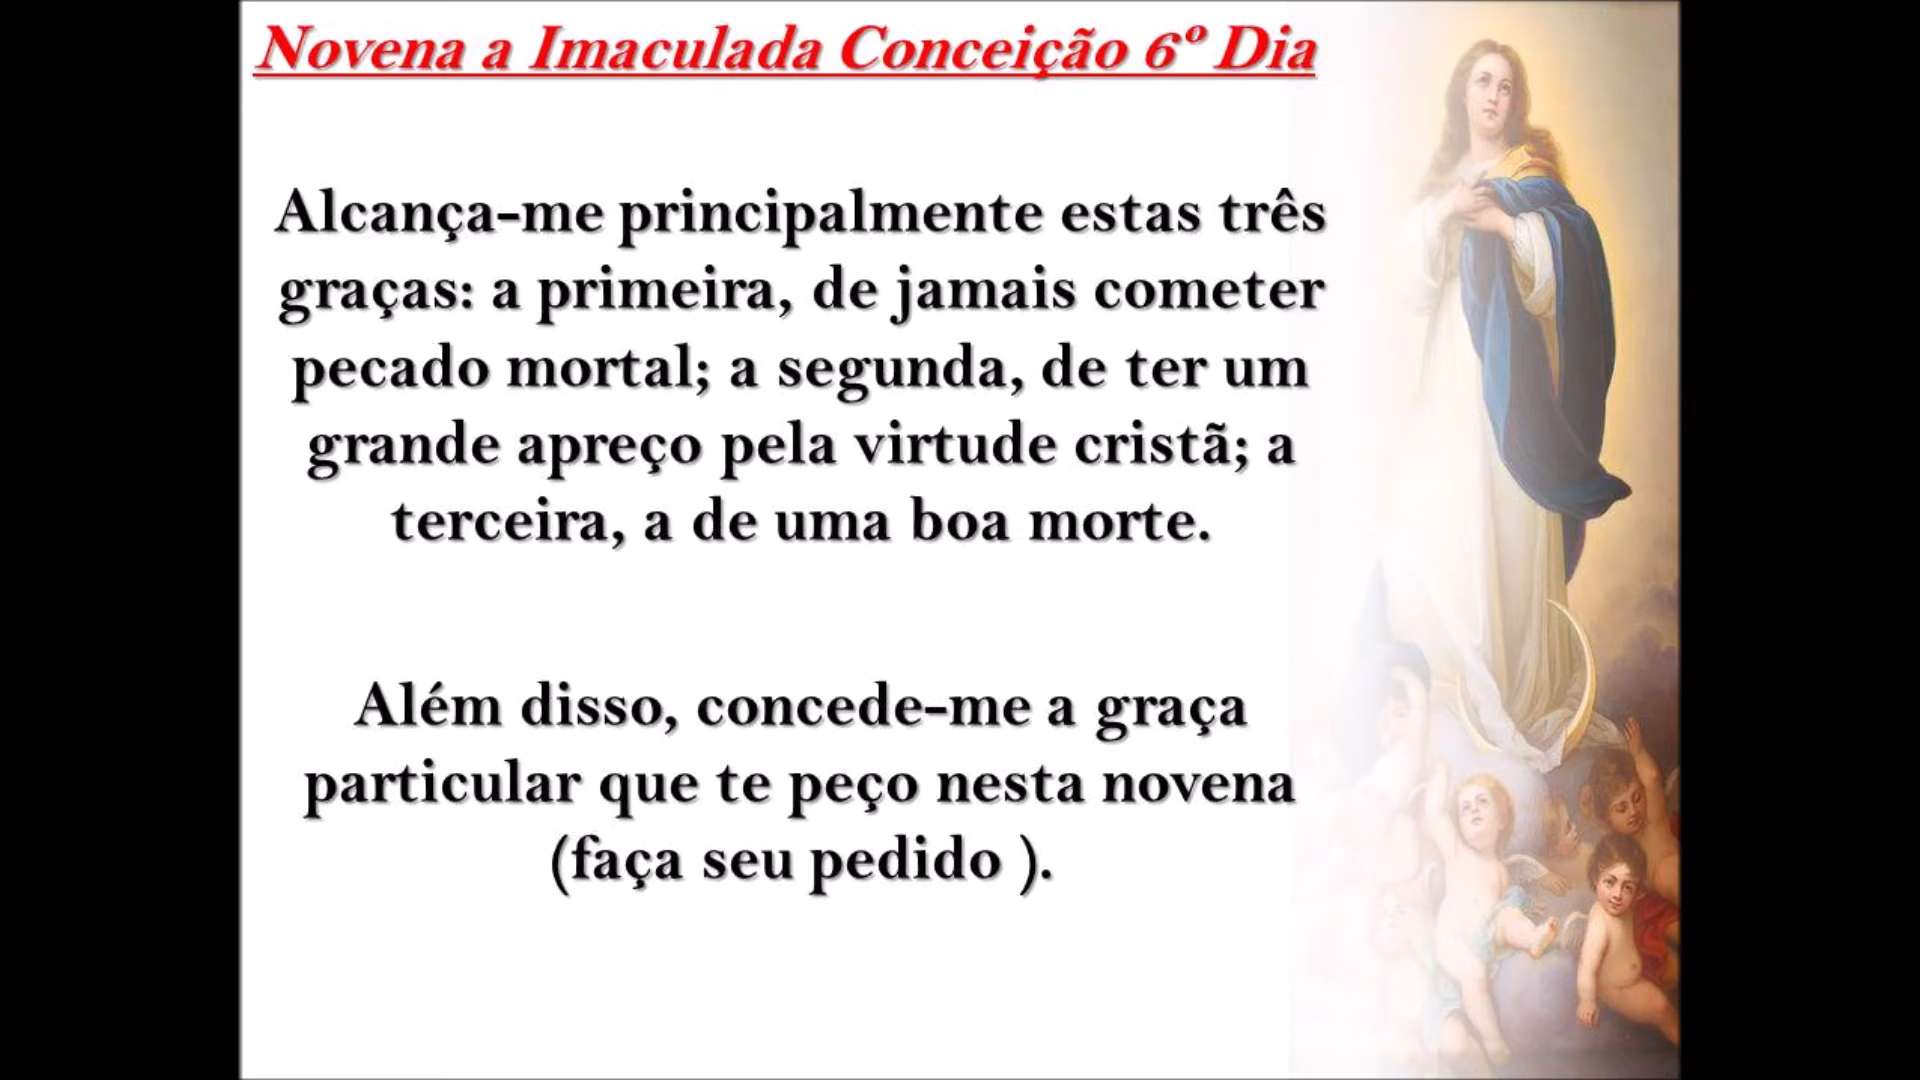 Novena a Imaculada Conceição 6º Dia
Alcança-me principalmente estas três
graças: a primeira, de jamais cometer
pecado mortal; a segunda, de ter um
grande apreço pela virtude cristã; a
terceira, a de uma boa morte.
Além disso, concede-me a graça
particular que te peço nesta novena
(faça seu pedido ).